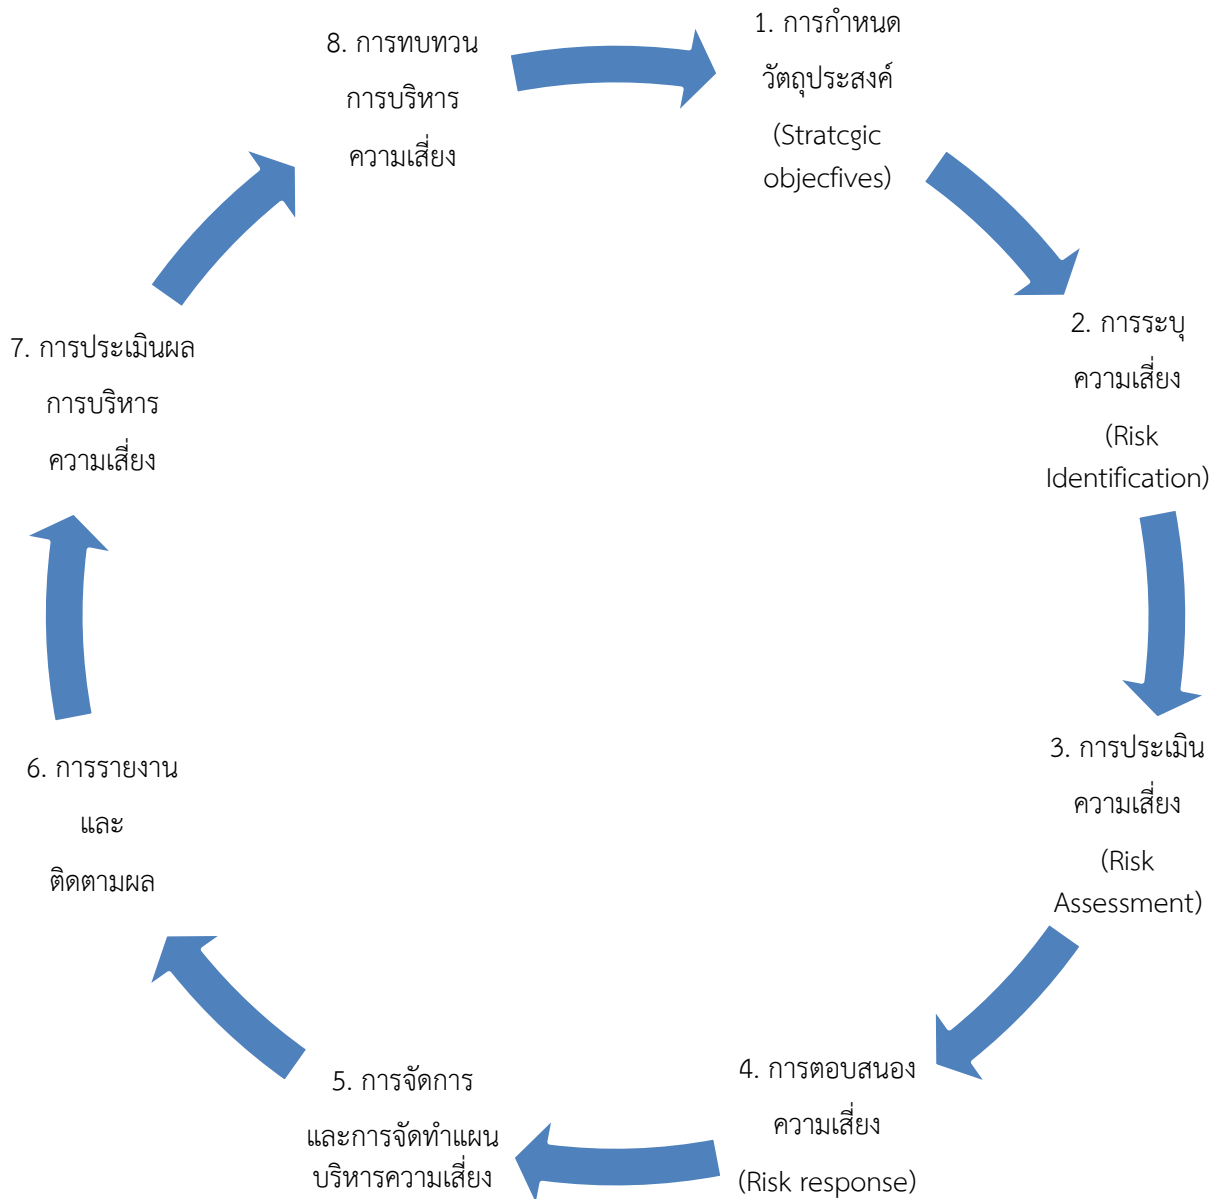 1. การกำหนด
วัตถุประสงค์
(Stratcgic
objecfives)
2. การระบุ
ความเสี่ยง
(Risk
Identification)
3. การประเมิน
ความเสี่ยง
(Risk
Assessment)
4. การตอบสนอง
ความเสี่ยง
(Risk response)
5. การจัดการ
และการจัดทำแผน
บริหารความเสี่ยง
6. การรายงาน
และ
ติดตามผล
7. การประเมินผล
การบริหาร
ความเสี่ยง
8. การทบทวน
การบริหาร
ความเสี่ยง